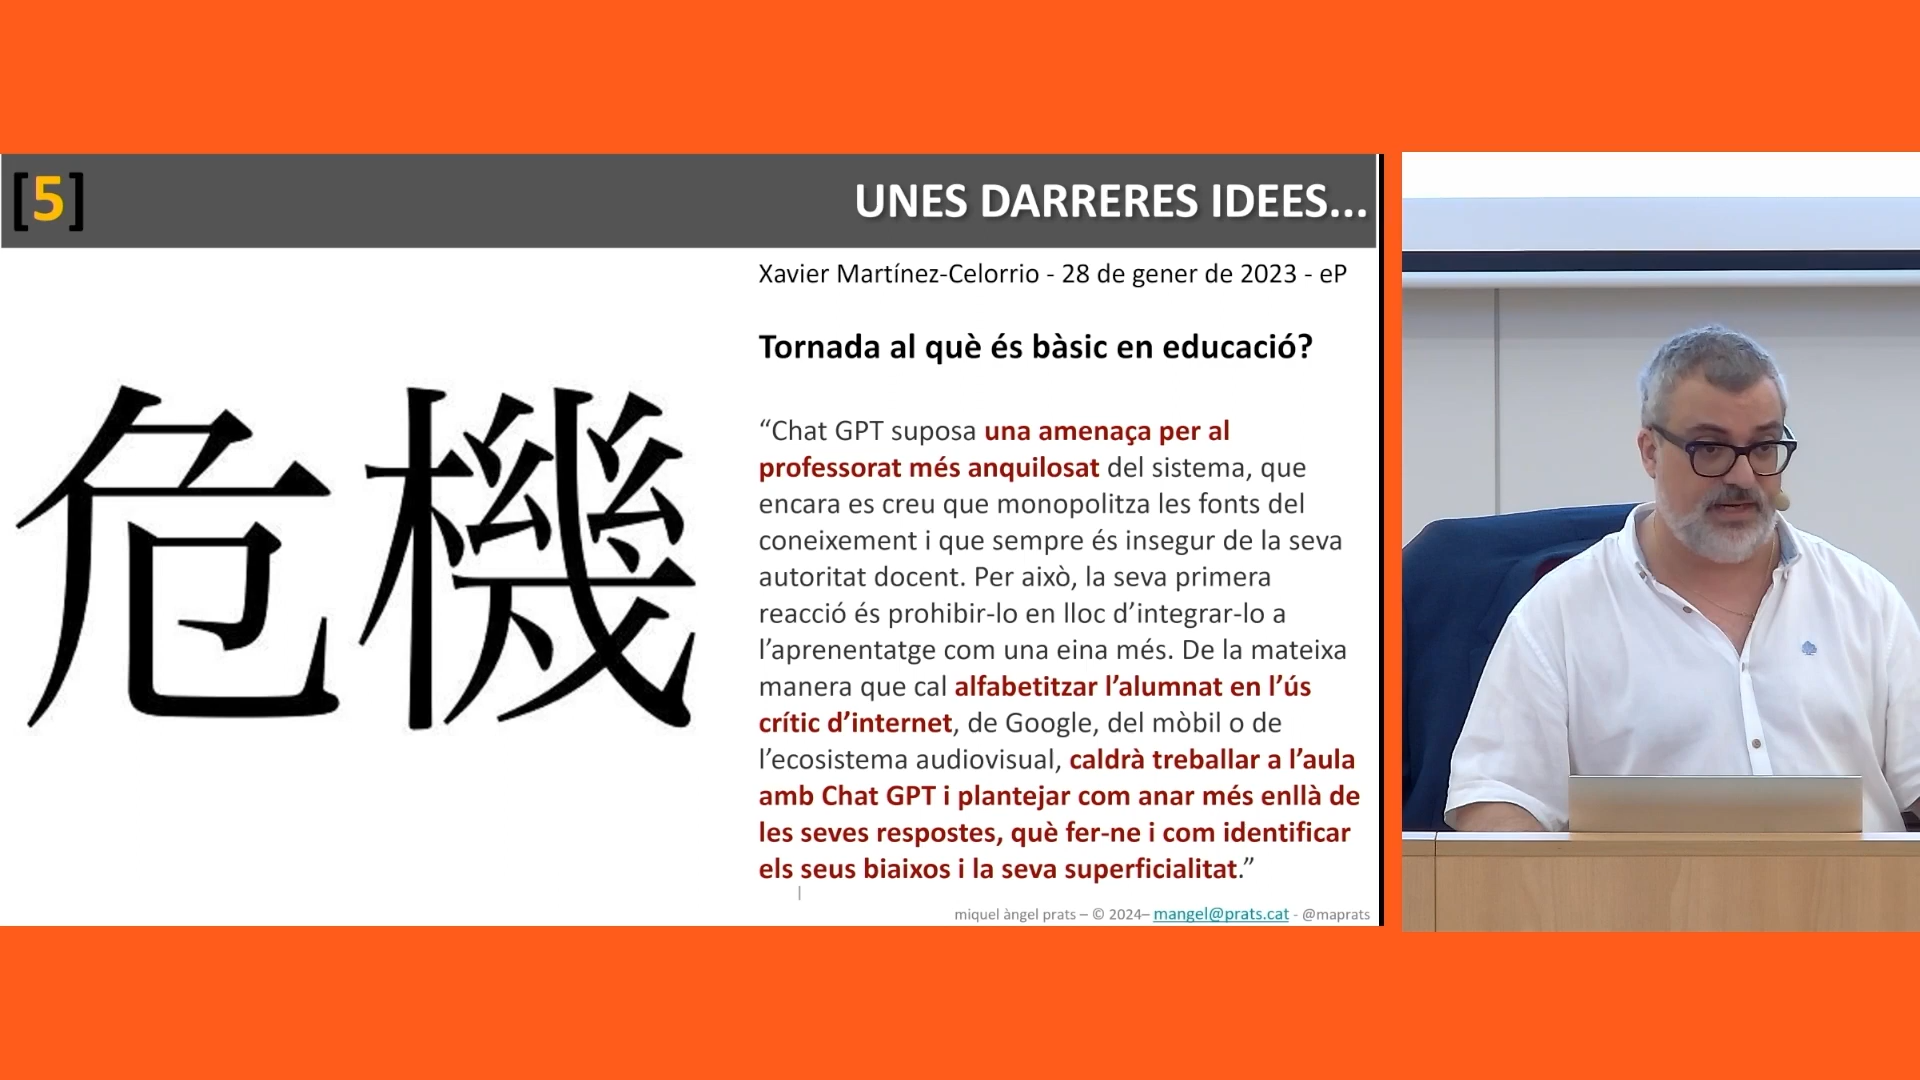 [5]
UNES DARRERES IDEES...
危機
Xavier Martínez-Celorrio - 28 de gener de 2023 - eP
Tornada al què és bàsic en educació?
“Chat GPT suposa una amenaça per al
professorat més anquilosat del sistema, que
encara es creu que monopolitza les fonts del
coneixement i que sempre és insegur de la seva
autoritat docent. Per això, la seva primera
reacció és prohibir-lo en lloc d’integrar-lo a
l’aprenentatge com una eina més. De la mateixa
manera que cal alfabetitzar l’alumnat en l’ús
crític d’internet, de Google, del mòbil o de
l’ecosistema audiovisual, caldrà treballar a l’aula
amb Chat GPT i plantejar com anar més enllà de
les seves respostes, què fer-ne i com identificar
els seus biaixos i la seva superficialitat.”
miquel àngel prats – © 2024– mangel@prats.cat - @maprats